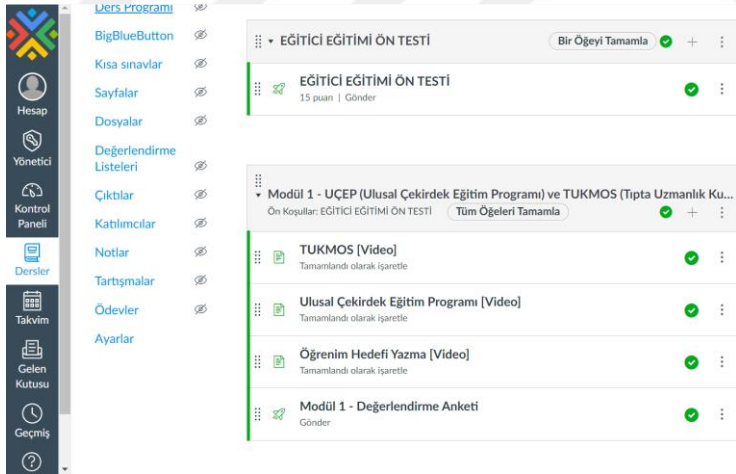 Hesap
Yönetici
Kontrol
Paneli
Dersler
Takvim
Gelen
Kutusu
Geçmiş
Ders Programı
BigBlueButton
Kısa sınavlar
Sayfalar
Dosyalar
Değerlendirme
Listeleri
Çıktılar
Katılımcılar
Notlar
Tartışmalar
Ödevler
Ayarlar
EĞİTİCİ EĞİTİMİ ÖN TESTİ Bir Öğeyi Tamamla
EĞİTİCİ EĞİTİMİ ÖN TESTİ
15 puan | Gönder
Modül 1 - UÇEP (Ulusal Çekirdek Eğitim Programı) ve TUKMOS (Tıpta Uzmanlık Ku...
Ön Koşullar: EĞİTİCİ EĞİTİMİ ÖN TESTİ Tüm Öğeleri Tamamla
TUKMOS [Video]
Tamamlandı olarak işaretle
Ulusal Çekirdek Eğitim Programı [Video]
Tamamlandı olarak işaretle
Öğrenim Hedefi Yazma [Video]
Tamamlandı olarak işaretle
Modül 1 - Değerlendirme Anketi
Gönder